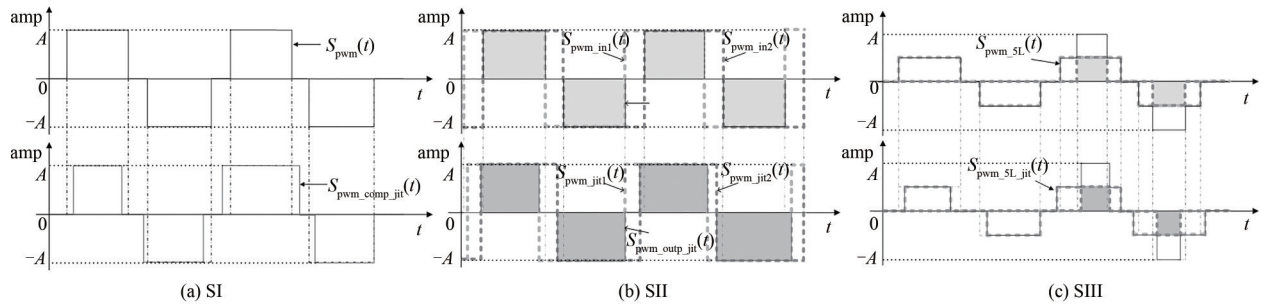 amp
A
S_pwm(t)
0
t
−A
amp
A
S_pwm_comp_jit(t)
0
t
−A
(a) SI
amp
A
S_pwm_in1(t)
S_pwm_in2(t)
0
t
−A
amp
A
S_pwm_jit1(t)
S_pwm_jit2(t)
0
t
S_pwm_outp_jit(t)
−A
(b) SII
amp
A
S_pwm_5L(t)
0
t
−A
amp
A
S_pwm_5L_jit(t)
0
t
−A
(c) SIII